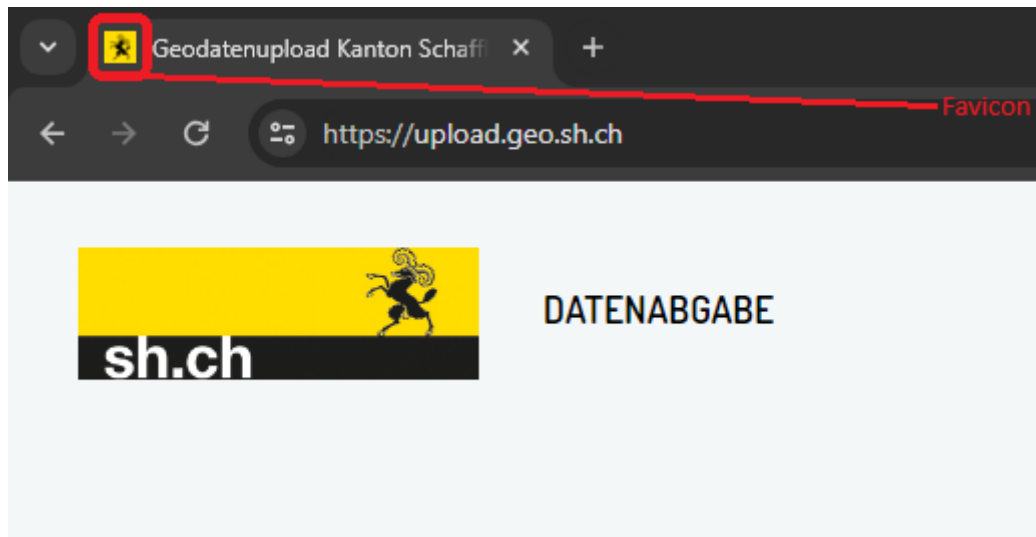 Geodatenupload Kanton Schaff
Favicon
https://upload.geo.sh.ch
sh.ch
DATENABGABE